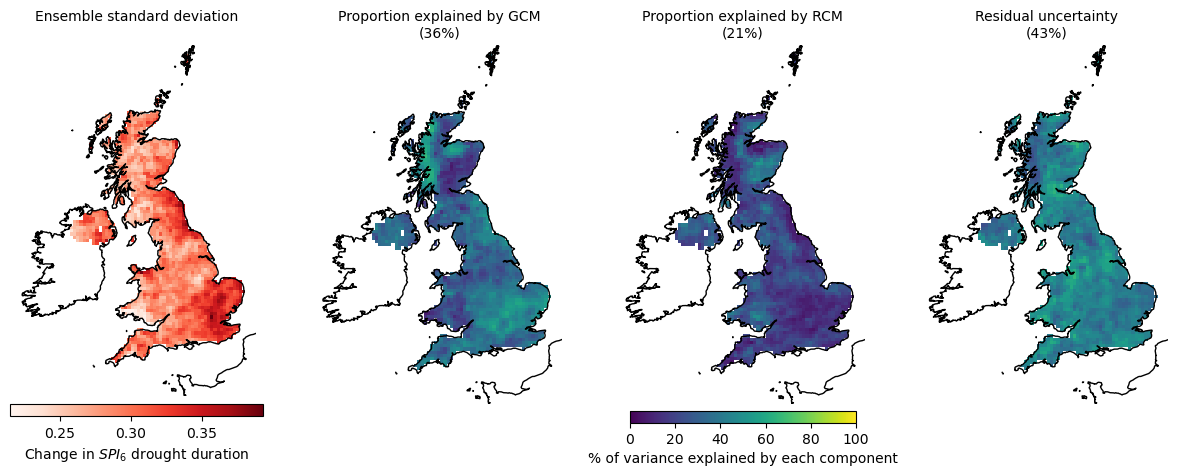 Ensemble standard deviation
Proportion explained by GCM
(36%)
Proportion explained by RCM
(21%)
Residual uncertainty
(43%)
0.25 0.30 0.35
Change in SPI₆ drought duration
0 20 40 60 80 100
% of variance explained by each component